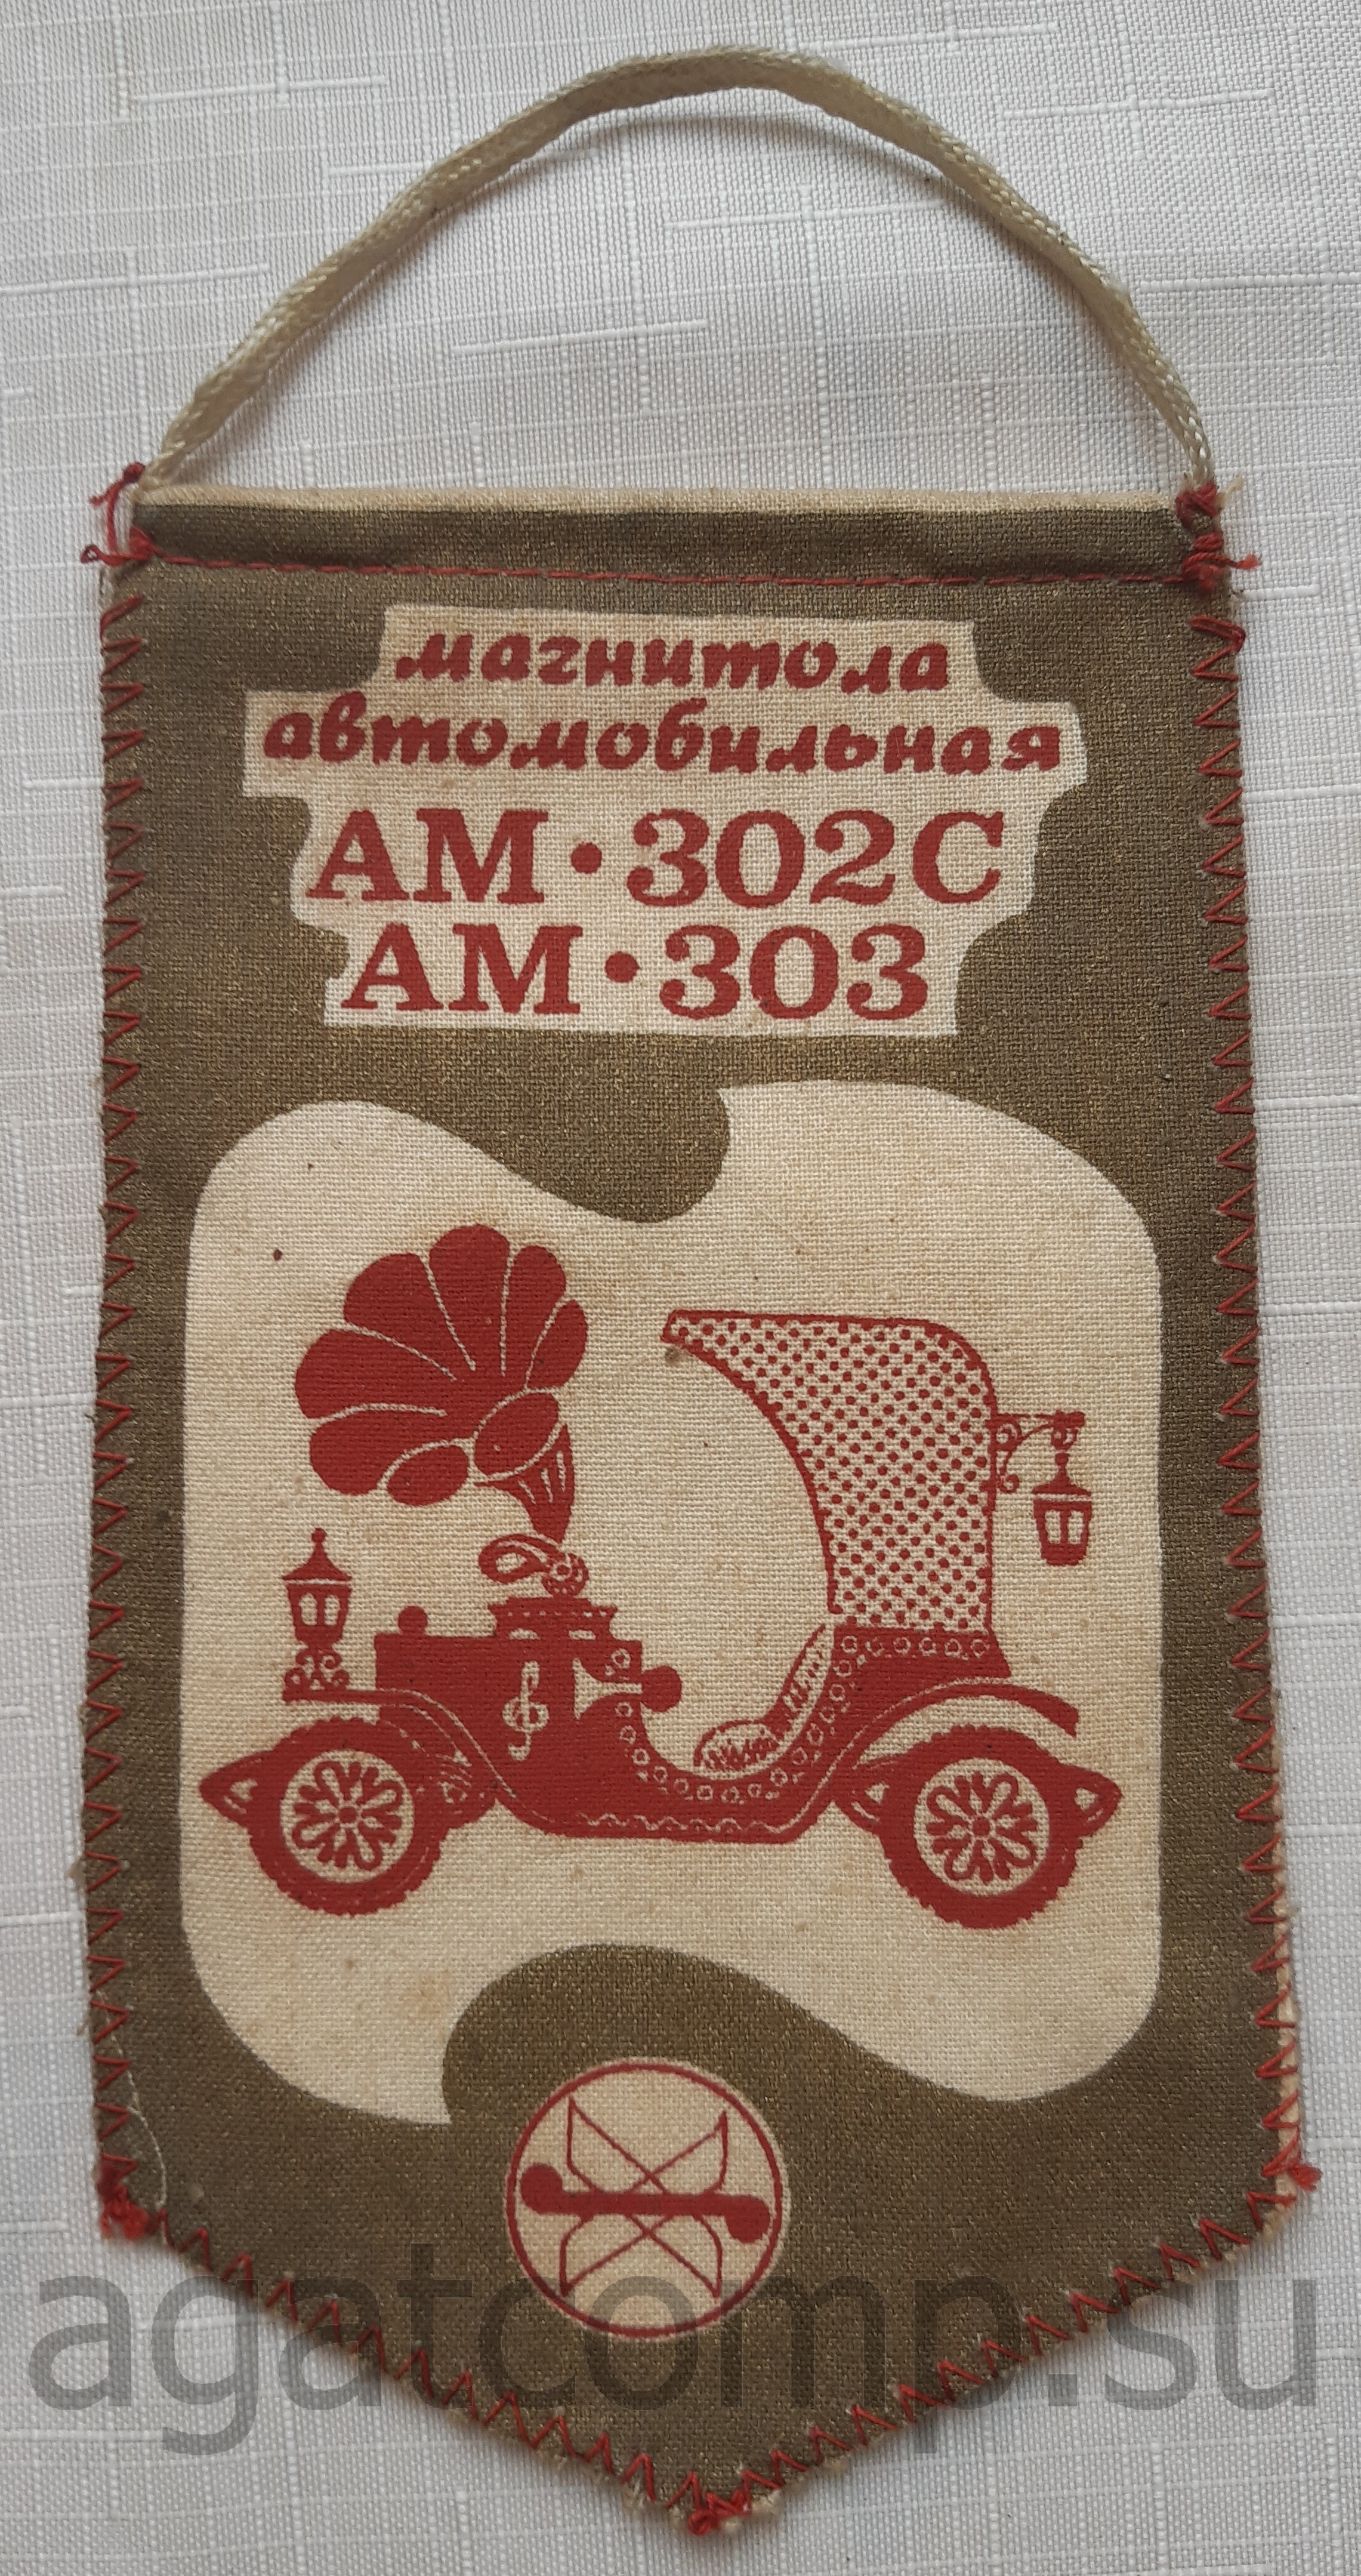 магнитола
автомобильная
АМ•302С
АМ•303
agatcomp.su